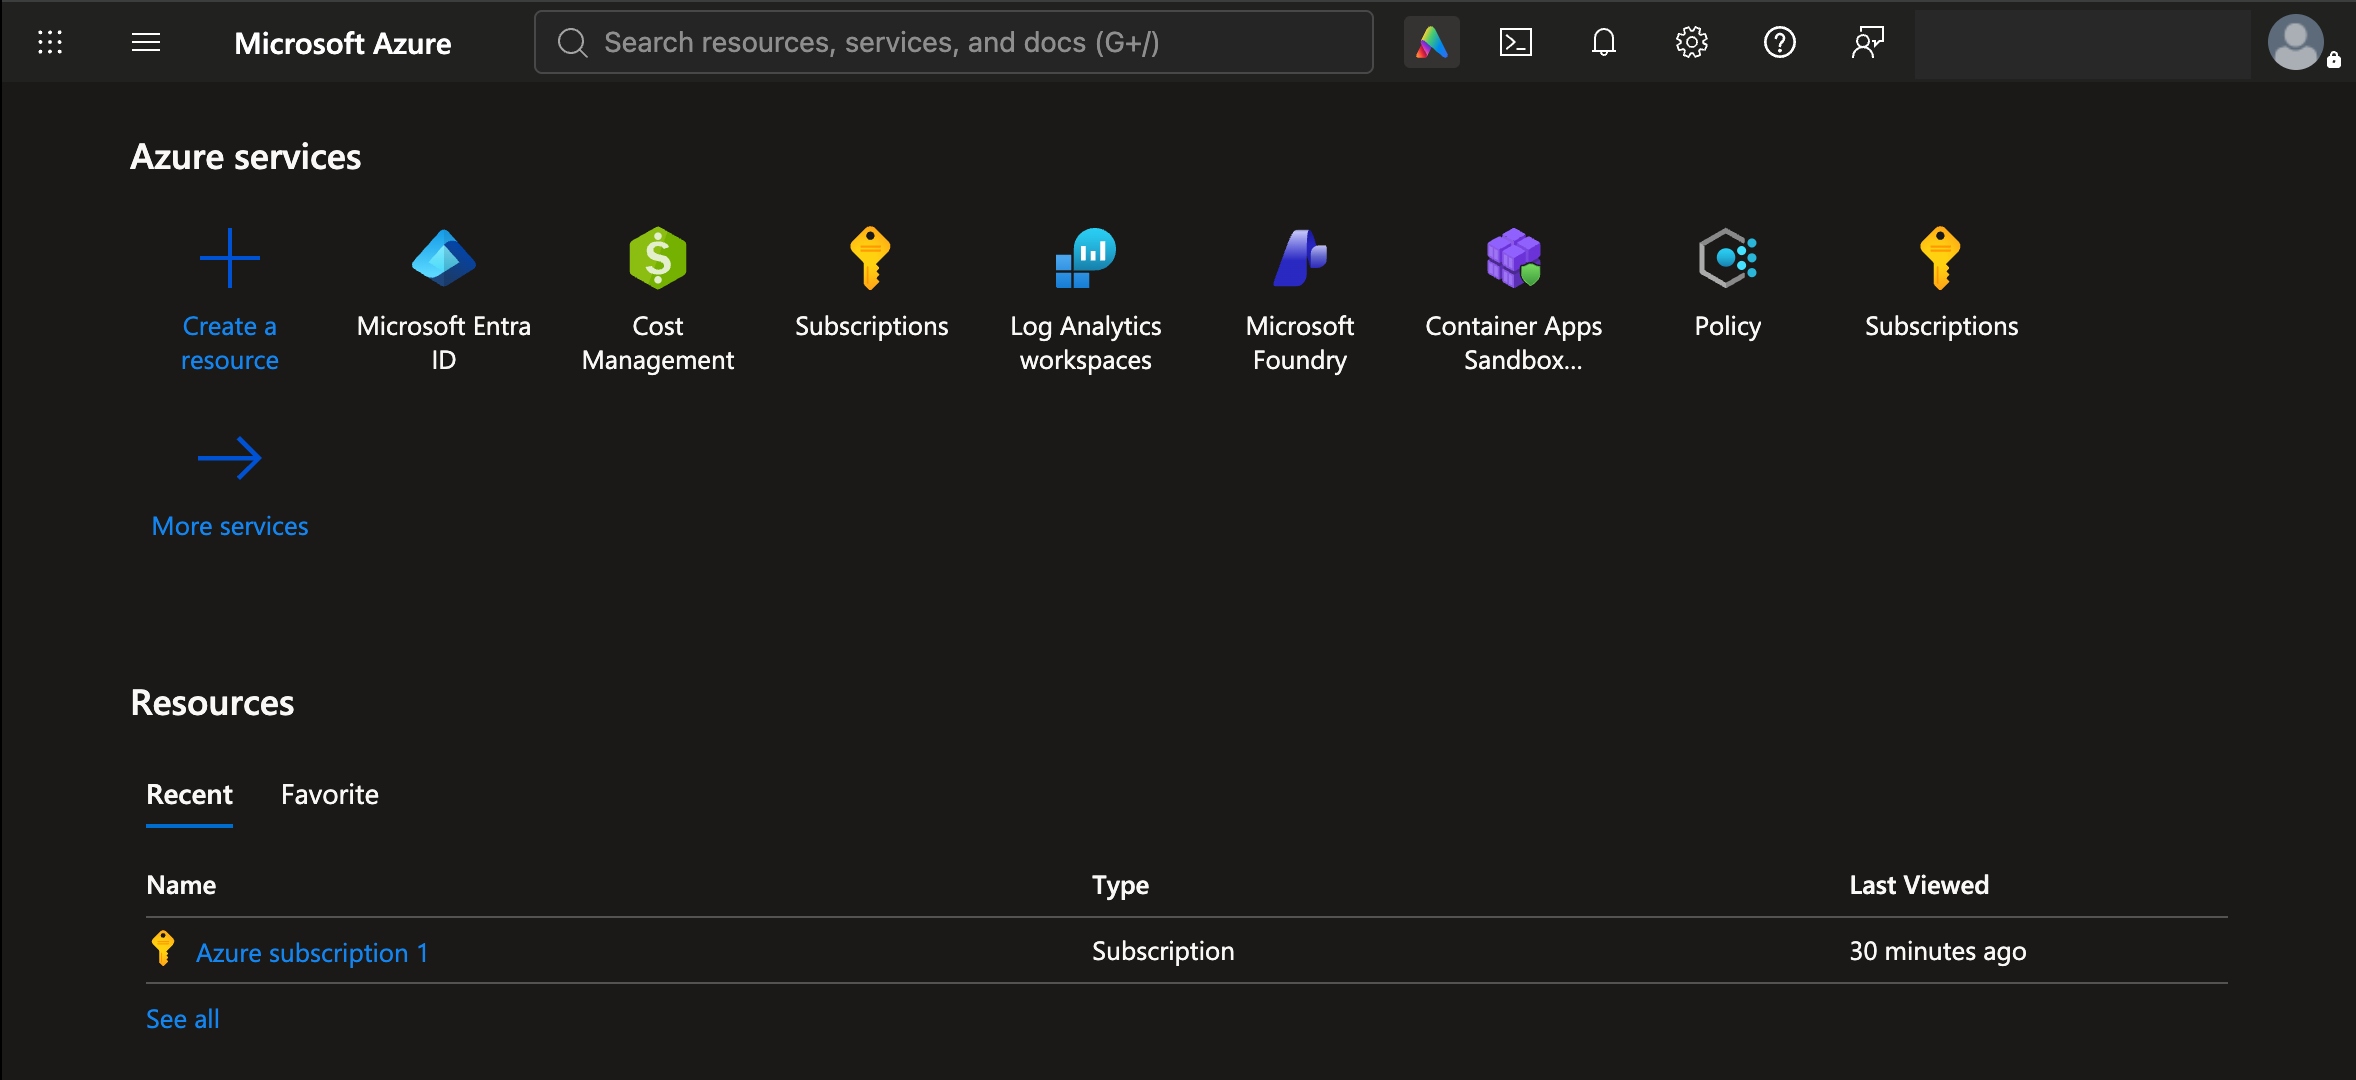 Microsoft Azure
Search resources, services, and docs (G+/)
Azure services
Create a
resource
Microsoft Entra
ID
Cost
Management
Subscriptions
Log Analytics
workspaces
Microsoft
Foundry
Container Apps
Sandbox...
Policy
Subscriptions
More services
Resources
Recent
Favorite
Name
Type
Last Viewed
Azure subscription 1
Subscription
30 minutes ago
See all